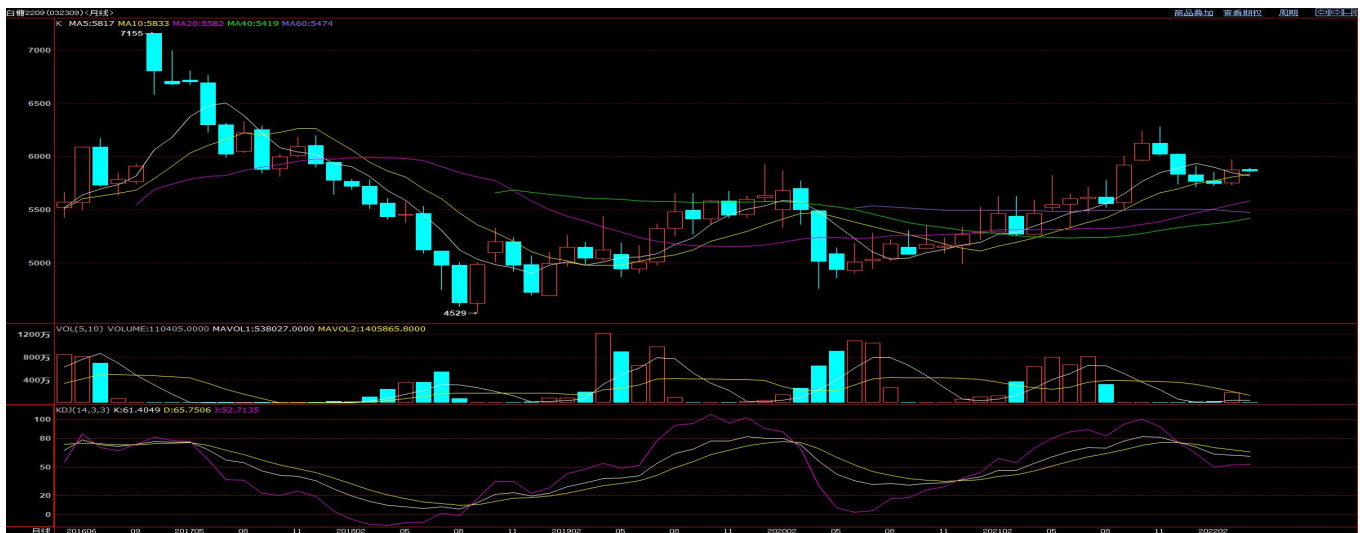 白糖2209(032309)<月线>
商品叠加 查看期权 周期
K MA5:5817 MA10:5833 MA20:5582 MA40:5419 MA60:5474
7155
7000
6500
6000
5500
5000
4529→
VOL(5,10) VOLUME:110405.0000 MAVOL1:538027.0000 MAVOL2:1405865.8000
1200万
800万
400万
KDJ(14,3,3) K:61.4049 D:65.7506 J:52.7135
100
80
50
20
0
月线 201606 09 201705 08 11 201802 05 08 11 201902 05 08 11 202002 05 08 11 202102 05 08 11 202202